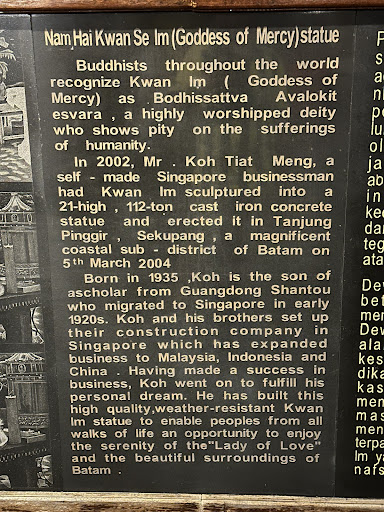 Nam Hai Kwan Se Im (Goddess of Mercy) statue
Buddhists throughout the world
recognize Kwan Im ( Goddess of
Mercy) as Bodhissattva Avalokit
esvara , a highly worshipped deity
who shows pity on the sufferings
of humanity.
In 2002, Mr . Koh Tiat Meng, a
self - made Singapore businessman
had Kwan Im sculptured into a
21-high , 112-ton cast iron concrete
statue and erected it in Tanjung
Pinggir , Sekupang , a magnificent
coastal sub - district of Batam on
5th March 2004
Born in 1935 ,Koh is the son of
ascholar from Guangdong Shantou
who migrated to Singapore in early
1920s. Koh and his brothers set up
their construction company in
Singapore which has expanded
business to Malaysia, Indonesia and
China . Having made a success in
business, Koh went on to fulfill his
personal dream. He has built this
high quality,weather-resistant Kwan
Im statue to enable peoples from all
walks of life an opportunity to enjoy
the serenity of the"Lady of Love"
and the beautiful surroundings of
Batam .